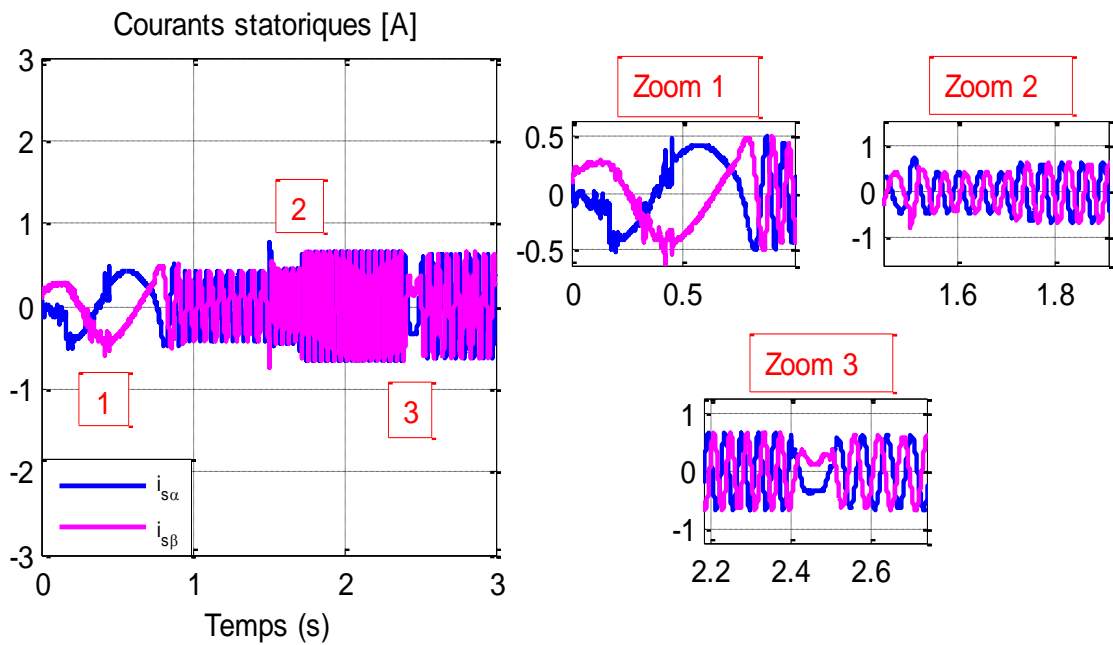 Courants statoriques [A]
3
2
1
0
-1
-2
-3
0 1 2 3
Temps (s)
1
2
3
isα
isβ
Zoom 1
0.5
0
-0.5
0 0.5
Zoom 2
1
0
-1
1.6 1.8
Zoom 3
1
0
-1
2.2 2.4 2.6